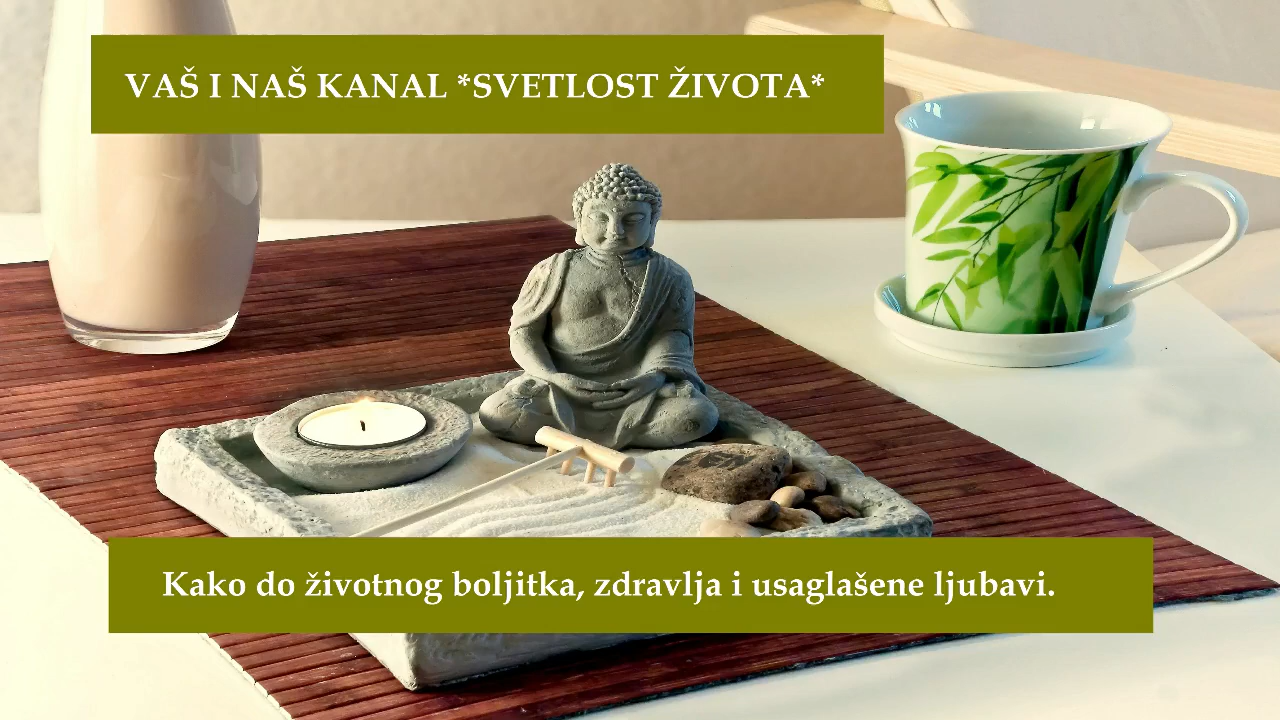 VAŠ I NAŠ KANAL *SVETLOST ŽIVOTA*
Kako do životnog boljitka, zdravlja i usaglašene ljubavi.